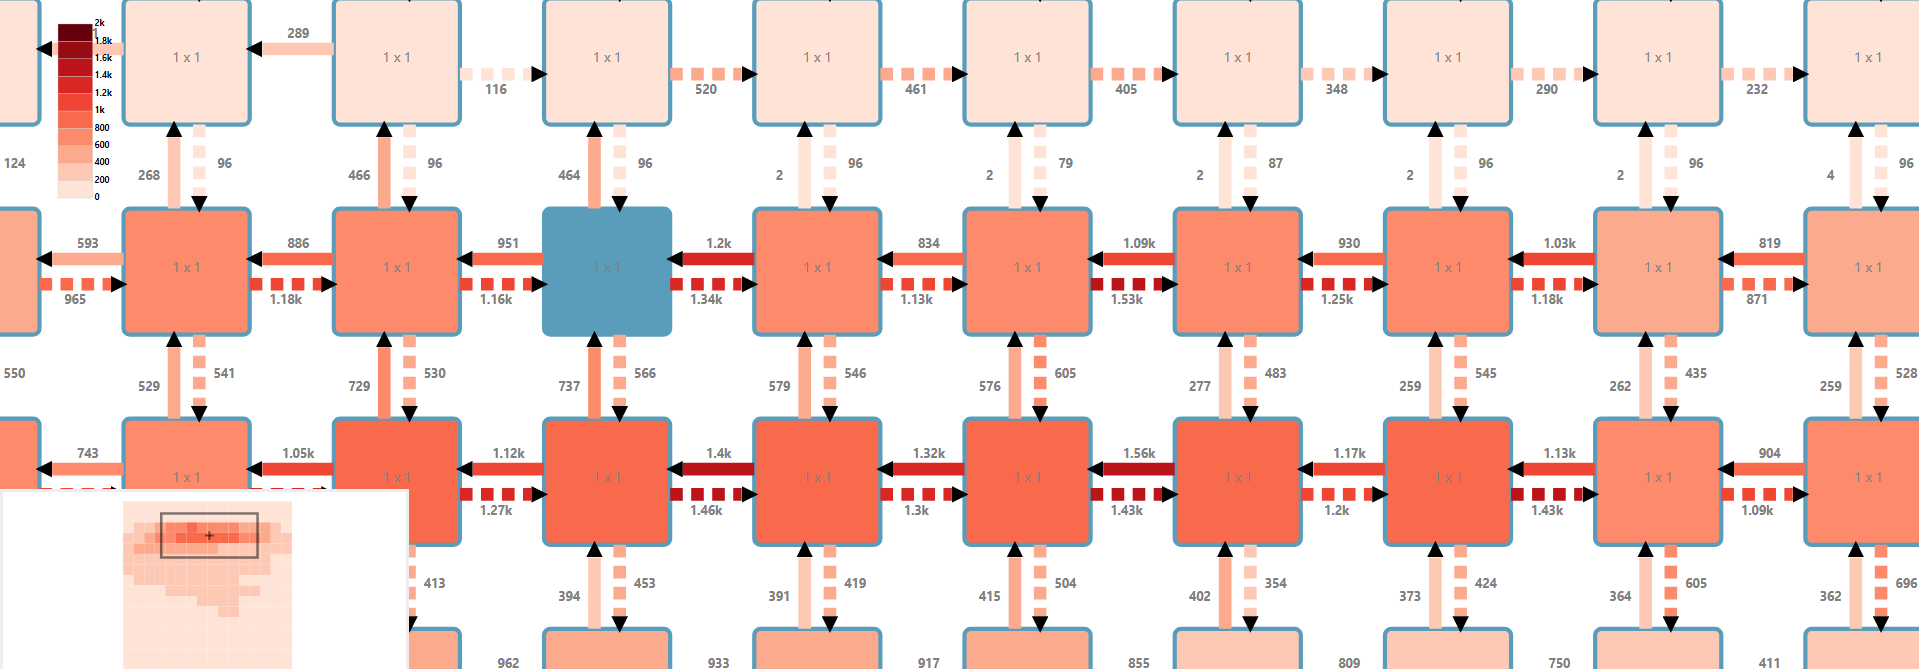 2k
1.8k
1.6k
1.4k
1.2k
1k
800
600
400
200
0
289
1 x 1 1 x 1 1 x 1 1 x 1 1 x 1 1 x 1 1 x 1 1 x 1 1 x 1
116 520 461 405 348 290 232
124 96 96 96 96 79 87 96 96 96
268 466 464 2 2 2 2 2 4
593 886 951 1.2k 834 1.09k 930 1.03k 819
1 x 1 1 x 1 1 x 1 1 x 1 1 x 1 1 x 1 1 x 1 1 x 1 1 x 1
965 1.18k 1.16k 1.34k 1.13k 1.53k 1.25k 1.18k 871
550 541 530 566 546 605 483 545 435 528
529 729 737 579 576 277 259 262 259
743 1.05k 1.12k 1.4k 1.32k 1.56k 1.17k 1.13k 904
1 x 1 1 x 1 1 x 1 1 x 1 1 x 1 1 x 1 1 x 1 1 x 1 1 x 1
1.27k 1.46k 1.3k 1.43k 1.2k 1.43k 1.09k
413 453 419 504 354 424 605 696
394 391 415 402 373 364 362
962 933 917 855 809 750 411